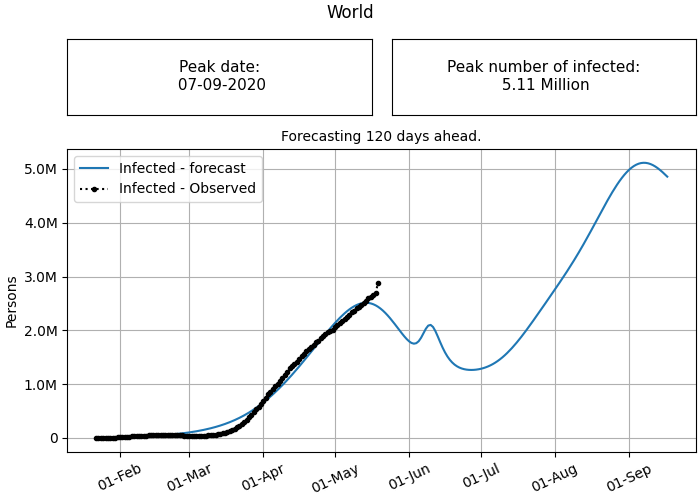 World
Peak date:
07-09-2020
Peak number of infected:
5.11 Million
Forecasting 120 days ahead.
Infected - forecast
Infected - Observed
Persons
5.0M
4.0M
3.0M
2.0M
1.0M
0
01-Feb
01-Mar
01-Apr
01-May
01-Jun
01-Jul
01-Aug
01-Sep